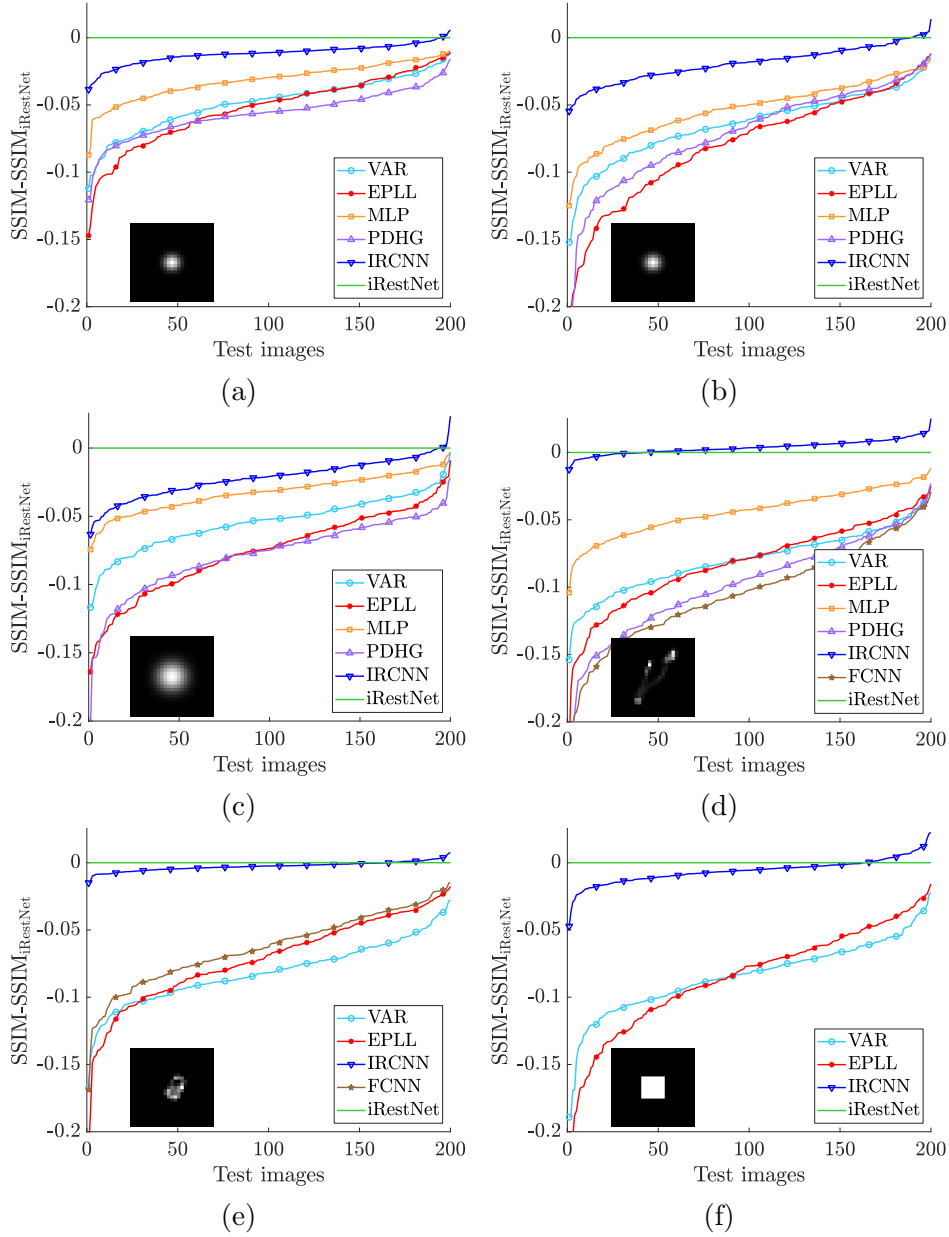 0
-0.05
-0.1
-0.15
-0.2
SSIM-SSIM_iRestNet
VAR
EPLL
MLP
PDHG
IRCNN
iRestNet
0 50 100 150 200
Test images
(a)
0
-0.05
-0.1
-0.15
-0.2
SSIM-SSIM_iRestNet
VAR
EPLL
MLP
PDHG
IRCNN
iRestNet
0 50 100 150 200
Test images
(b)
0
-0.05
-0.1
-0.15
-0.2
SSIM-SSIM_iRestNet
VAR
EPLL
MLP
PDHG
IRCNN
iRestNet
0 50 100 150 200
Test images
(c)
0
-0.05
-0.1
-0.15
-0.2
SSIM-SSIM_iRestNet
VAR
EPLL
MLP
PDHG
IRCNN
FCNN
iRestNet
0 50 100 150 200
Test images
(d)
0
-0.05
-0.1
-0.15
-0.2
SSIM-SSIM_iRestNet
VAR
EPLL
IRCNN
FCNN
iRestNet
0 50 100 150 200
Test images
(e)
0
-0.05
-0.1
-0.15
-0.2
SSIM-SSIM_iRestNet
VAR
EPLL
IRCNN
iRestNet
0 50 100 150 200
Test images
(f)